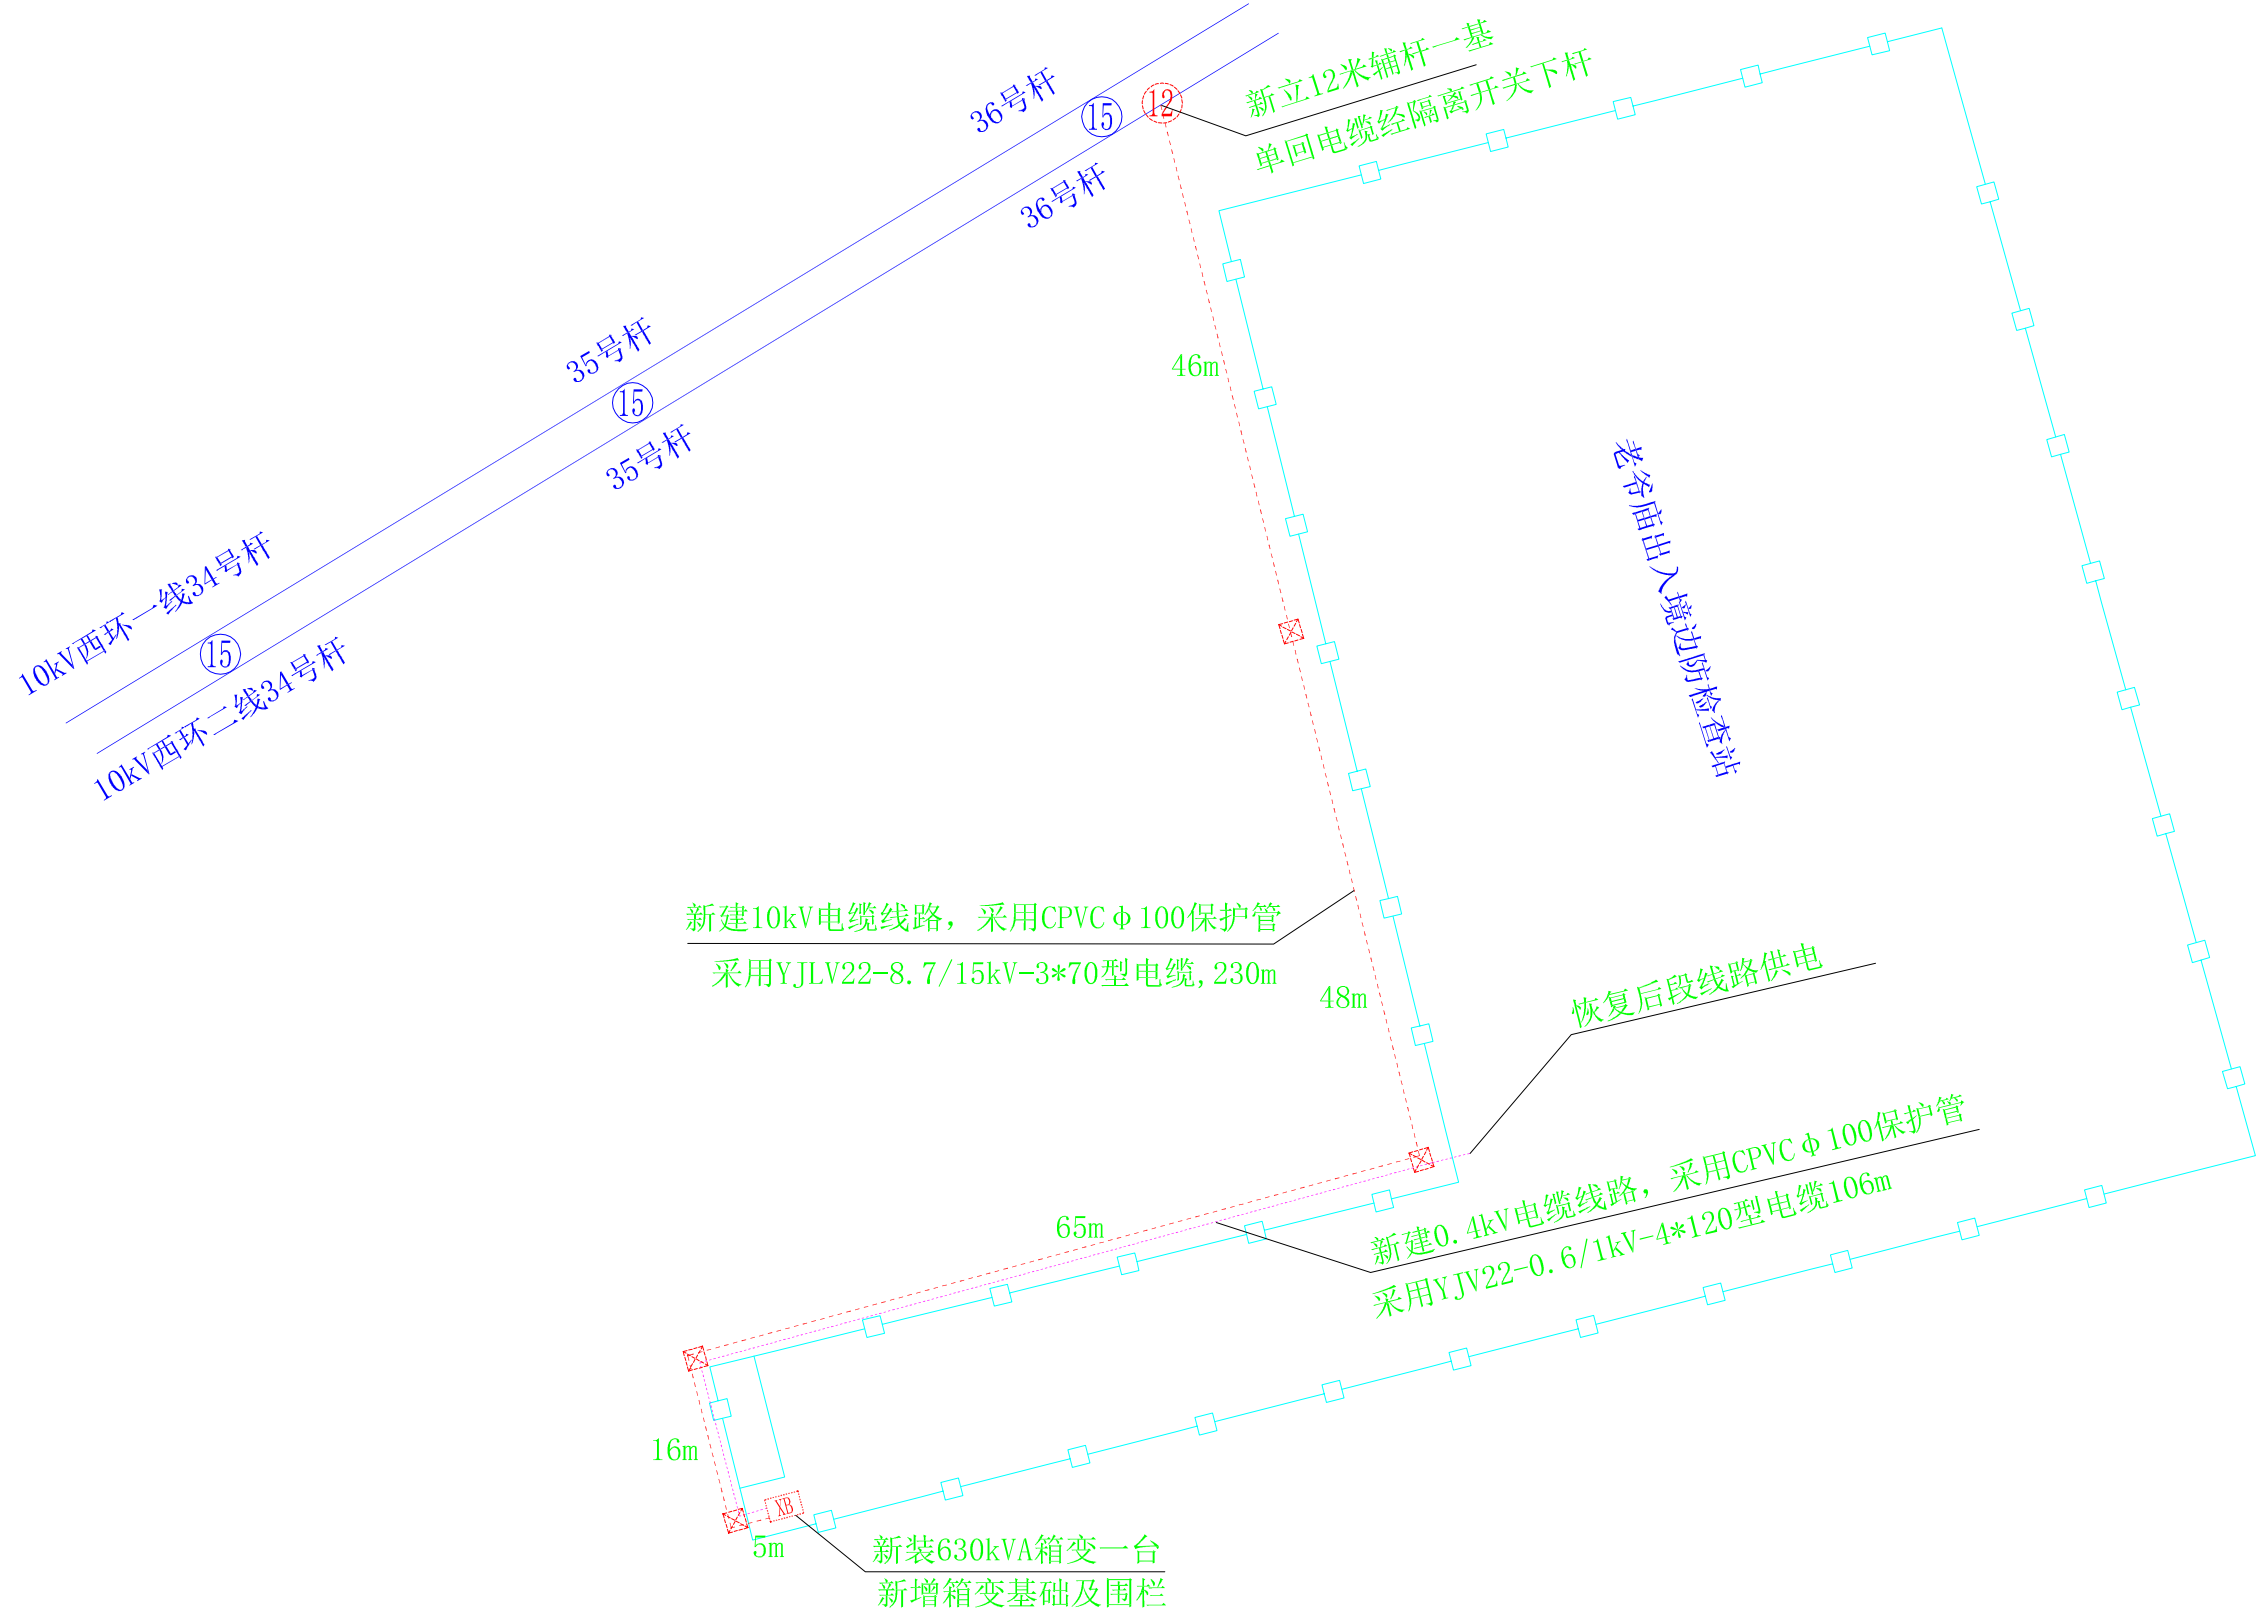 新立12米辅杆一基
单回电缆经隔离开关下杆
36号杆
15
12
36号杆
35号杆
15
35号杆
46m
10kV西环一线34号杆
15
10kV西环二线34号杆
老爷庙出入境边防检查站
新建10kV电缆线路，采用CPVCφ100保护管
采用YJLV22-8.7/15kV-3*70型电缆,230m
48m
恢复后段线路供电
新建0.4kV电缆线路，采用CPVCφ100保护管
采用YJV22-0.6/1kV-4*120型电缆106m
65m
16m
XB
5m
新装630kVA箱变一台
新增箱变基础及围栏